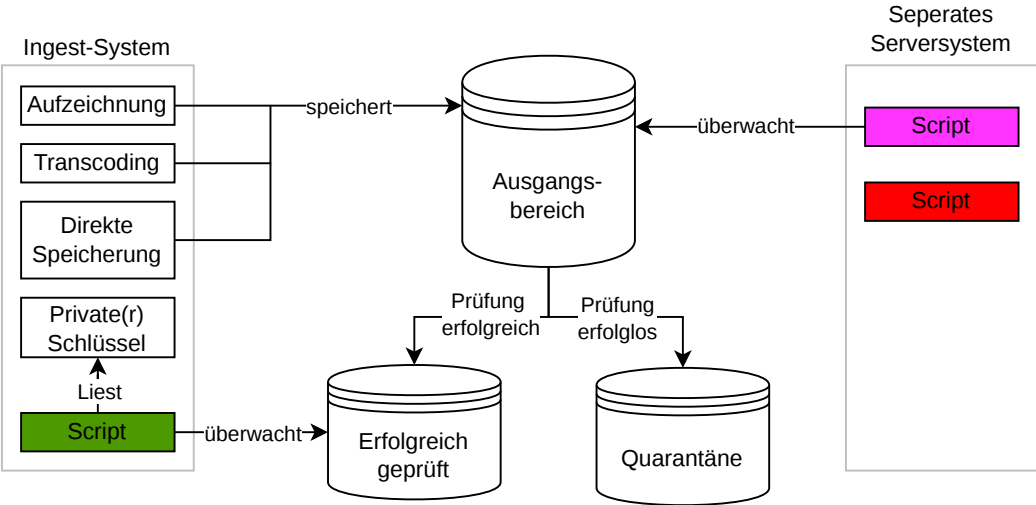 Seperates
Serversystem
Ingest-System
Aufzeichnung
speichert
überwacht
Script
Transcoding
Ausgangs-
bereich
Script
Direkte
Speicherung
Private(r)
Schlüssel
Prüfung
erfolgreich
Prüfung
erfolglos
Liest
Script
überwacht
Erfolgreich
geprüft
Quarantäne